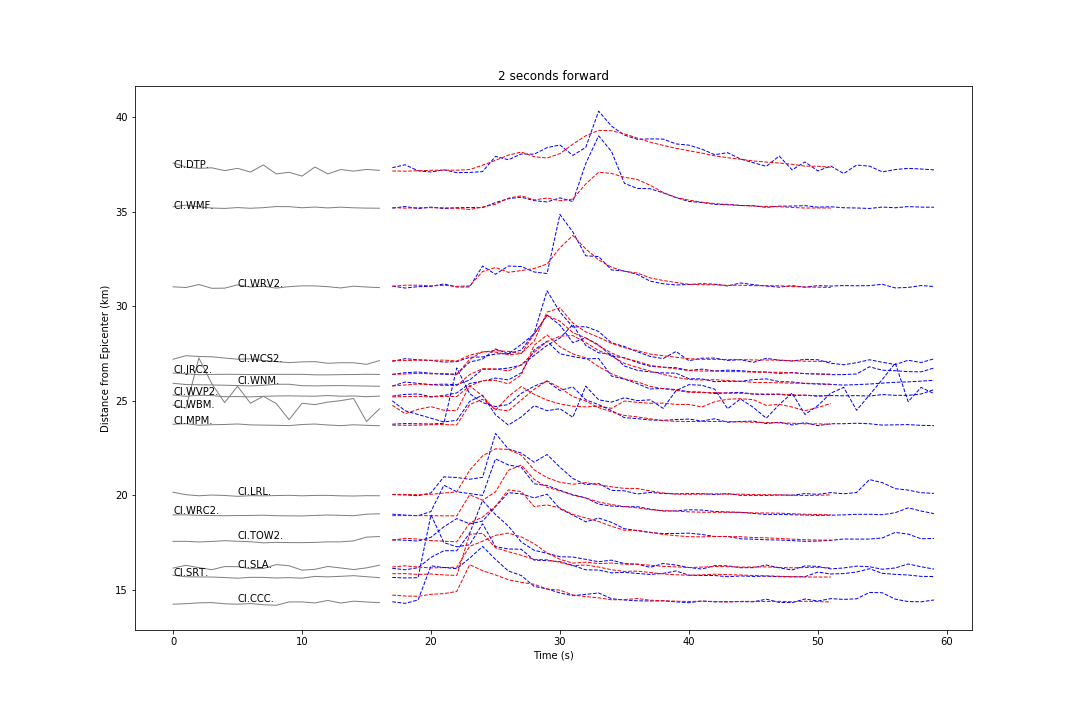 2 seconds forward
40
CI.DTP.
35
CI.WMF.
CI.WRV2.
30
CI.WCS2.
CI.JRC2.
CI.WNM.
CI.WVP2.
25
CI.WBM.
CI.MPM.
20
CI.LRL.
CI.WRC2.
CI.TOW2.
CI.SLA.
CI.SRT.
15
CI.CCC.
Distance from Epicenter (km)
0 10 20 30 40 50 60
Time (s)